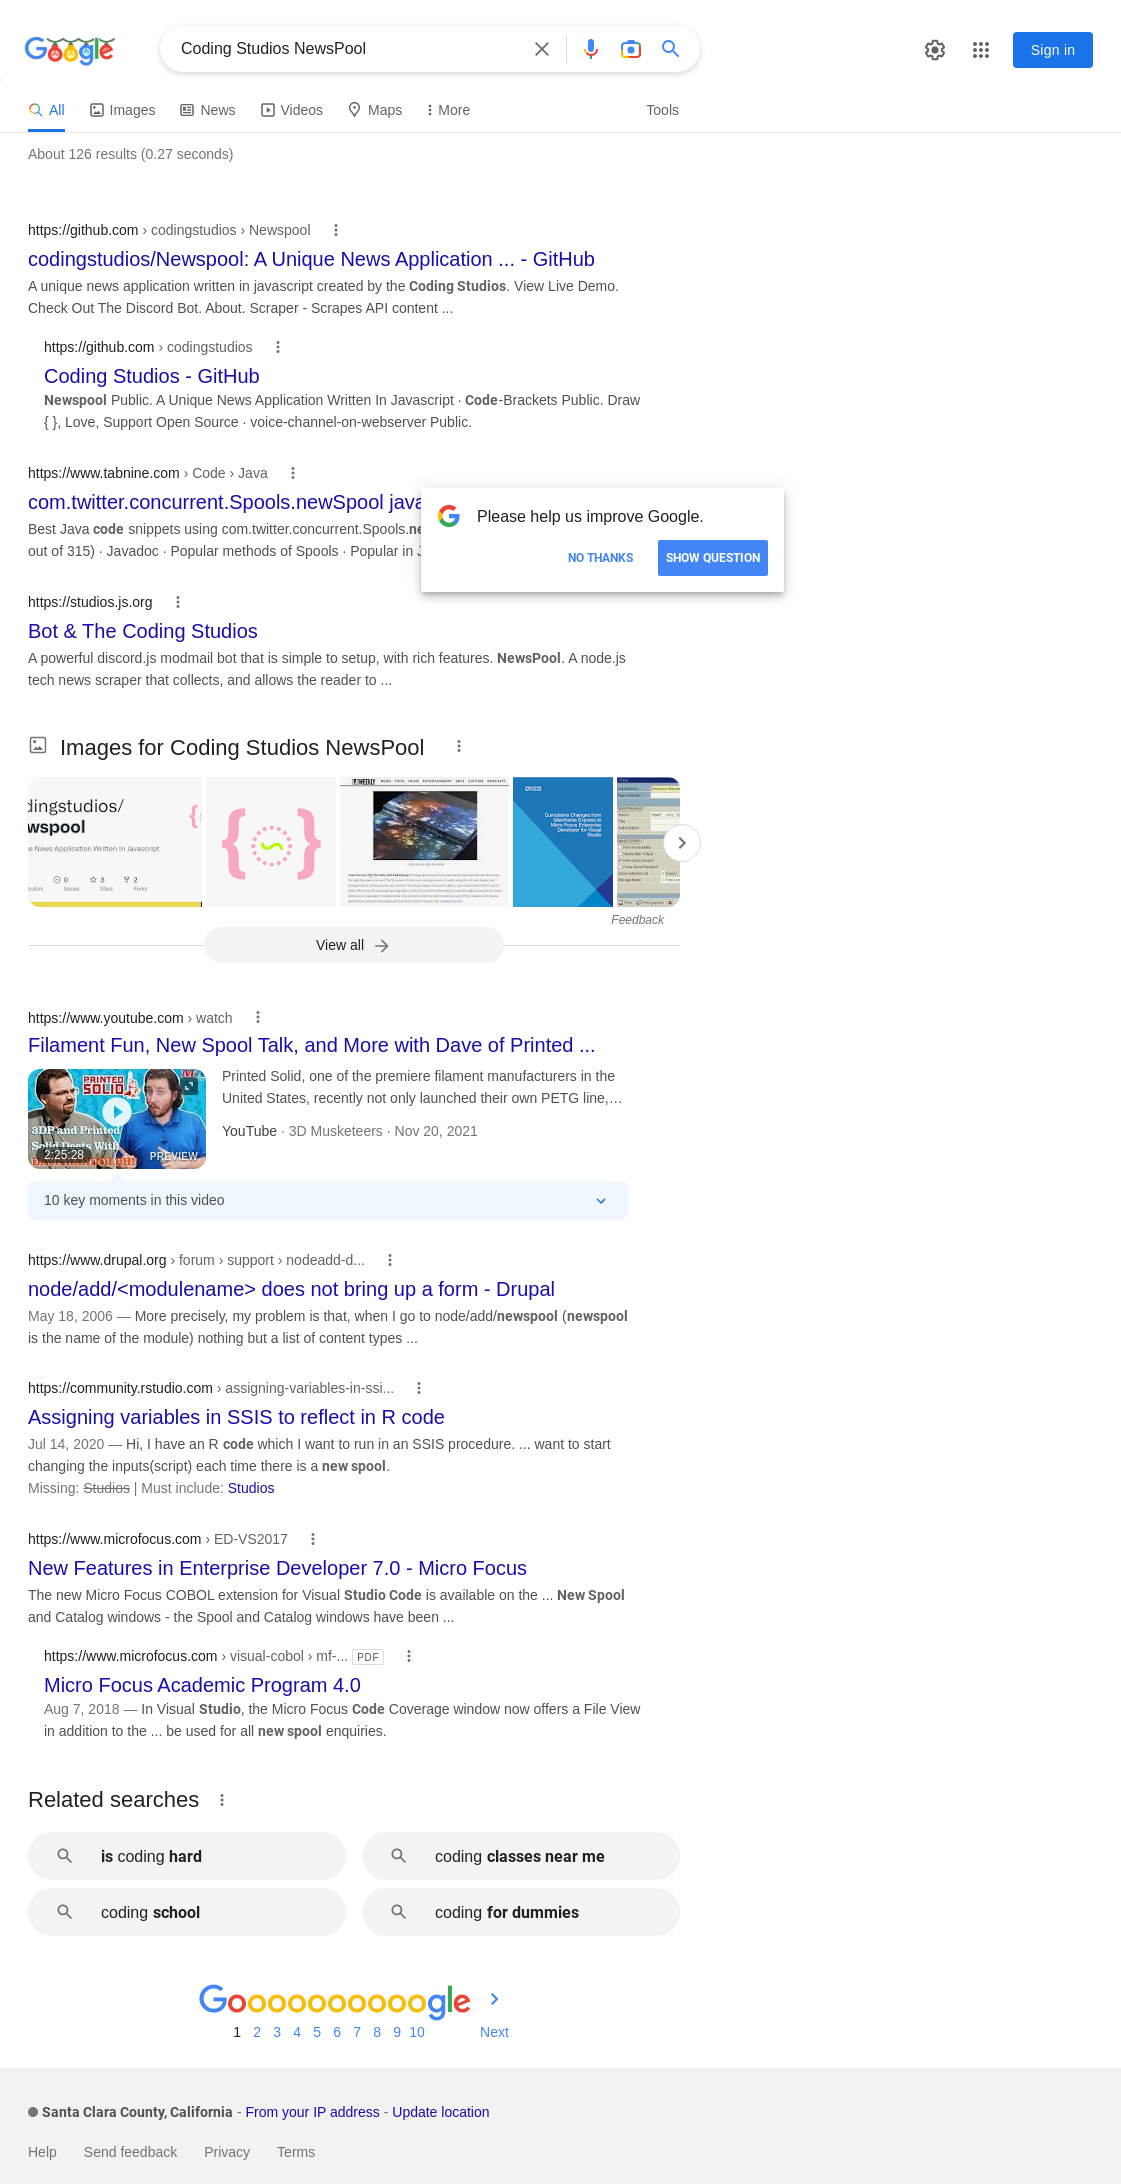 Google
Coding Studios NewsPool
Sign in
All
Images
News
Videos
Maps
More
Tools
About 126 results (0.27 seconds)
https://github.com › codingstudios › Newspool
codingstudios/Newspool: A Unique News Application ... - GitHub
A unique news application written in javascript created by the Coding Studios. View Live Demo.
Check Out The Discord Bot. About. Scraper - Scrapes API content ...
https://github.com › codingstudios
Coding Studios - GitHub
Newspool Public. A Unique News Application Written In Javascript · Code-Brackets Public. Draw
{ }, Love, Support Open Source · voice-channel-on-webserver Public.
https://www.tabnine.com › Code › Java
com.twitter.concurrent.Spools.newSpool java
Best Java code snippets using com.twitter.concurrent.Spools.ne
out of 315) · Javadoc · Popular methods of Spools · Popular in J
Please help us improve Google.
NO THANKS
SHOW QUESTION
https://studios.js.org
Bot & The Coding Studios
A powerful discord.js modmail bot that is simple to setup, with rich features. NewsPool. A node.js
tech news scraper that collects, and allows the reader to ...
Images for Coding Studios NewsPool
dingstudios/
wspool
e News Application Written In Javascript
0 3 2
Issues Stars Forks
Cumulative Changes from
Mainframe Express to
Micro Focus Enterprise
Developer for Visual
Studio
Feedback
View all
https://www.youtube.com › watch
Filament Fun, New Spool Talk, and More with Dave of Printed ...
PRINTED
SOLID
3DP and Printed
Solid Deets With
2:25:28
PREVIEW
Printed Solid, one of the premiere filament manufacturers in the
United States, recently not only launched their own PETG line,…
YouTube · 3D Musketeers · Nov 20, 2021
10 key moments in this video
https://www.drupal.org › forum › support › nodeadd-d...
node/add/<modulename> does not bring up a form - Drupal
May 18, 2006 — More precisely, my problem is that, when I go to node/add/newspool (newspool
is the name of the module) nothing but a list of content types ...
https://community.rstudio.com › assigning-variables-in-ssi...
Assigning variables in SSIS to reflect in R code
Jul 14, 2020 — Hi, I have an R code which I want to run in an SSIS procedure. ... want to start
changing the inputs(script) each time there is a new spool.
Missing: Studios | Must include: Studios
https://www.microfocus.com › ED-VS2017
New Features in Enterprise Developer 7.0 - Micro Focus
The new Micro Focus COBOL extension for Visual Studio Code is available on the ... New Spool
and Catalog windows - the Spool and Catalog windows have been ...
https://www.microfocus.com › visual-cobol › mf-... PDF
Micro Focus Academic Program 4.0
Aug 7, 2018 — In Visual Studio, the Micro Focus Code Coverage window now offers a File View
in addition to the ... be used for all new spool enquiries.
Related searches
is coding hard
coding classes near me
coding school
coding for dummies
Goooooooooogle
1 2 3 4 5 6 7 8 9 10 Next
Santa Clara County, California - From your IP address - Update location
Help Send feedback Privacy Terms